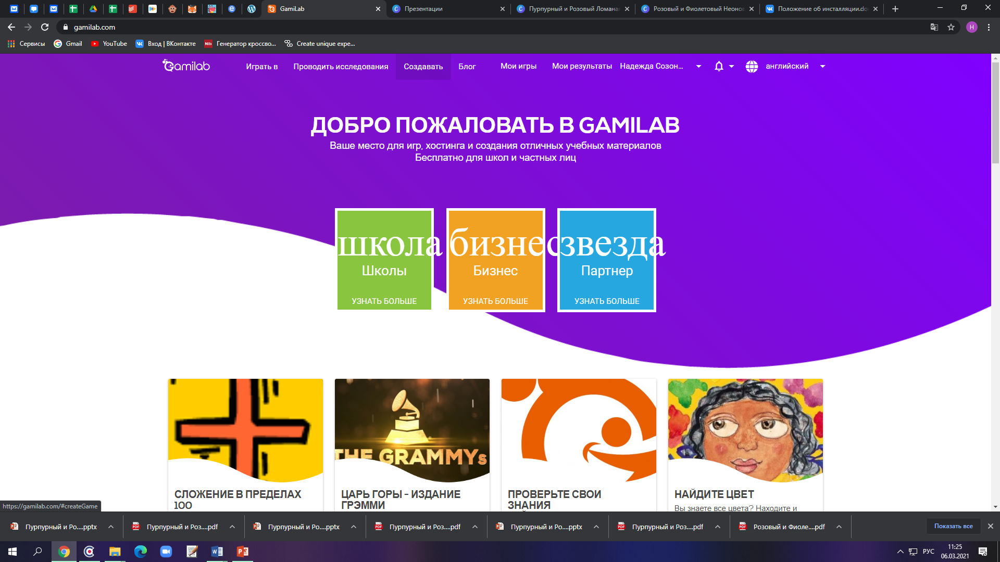 GamiLab
Презентации
Пурпурный и Розовый Лома
Розовый и Фиолетовый Неонов
Положение об инсталляции.do
gamilab.com
Н
Сервисы
Gmail
YouTube
Вход | ВКонтакте
Nils
Генератор кроссво...
Create unique expe...
Gamilab
Играть в
Проводить исследования
Создавать
Блог
Мои игры
Мои результаты
Надежда Созон...
английский
ДОБРО ПОЖАЛОВАТЬ В GAMILAB
Ваше место для игр, хостинга и создания отличных учебных материалов
Бесплатно для школ и частных лиц
школа
бизнес
звезда
Школы
Бизнес
Партнер
УЗНАТЬ БОЛЬШЕ
УЗНАТЬ БОЛЬШЕ
УЗНАТЬ БОЛЬШЕ
THE GRAMMYs
СЛОЖЕНИЕ В ПРЕДЕЛАХ
100
ЦАРЬ ГОРЫ - ИЗДАНИЕ
ГРЭММИ
ПРОВЕРЬТЕ СВОИ
ЗНАНИЯ
НАЙДИТЕ ЦВЕТ
Вы знаете все цвета? Находите и
https://gamilab.com/#createGame
Пурпурный и Ро....pptx
Пурпурный и Роз....pdf
Пурпурный и Ро....pptx
Пурпурный и Роз....pdf
Пурпурный и Ро....pptx
Пурпурный и Роз....pdf
Розовый и Фиоле....pdf
Показать все
РУС
11:25
06.03.2021